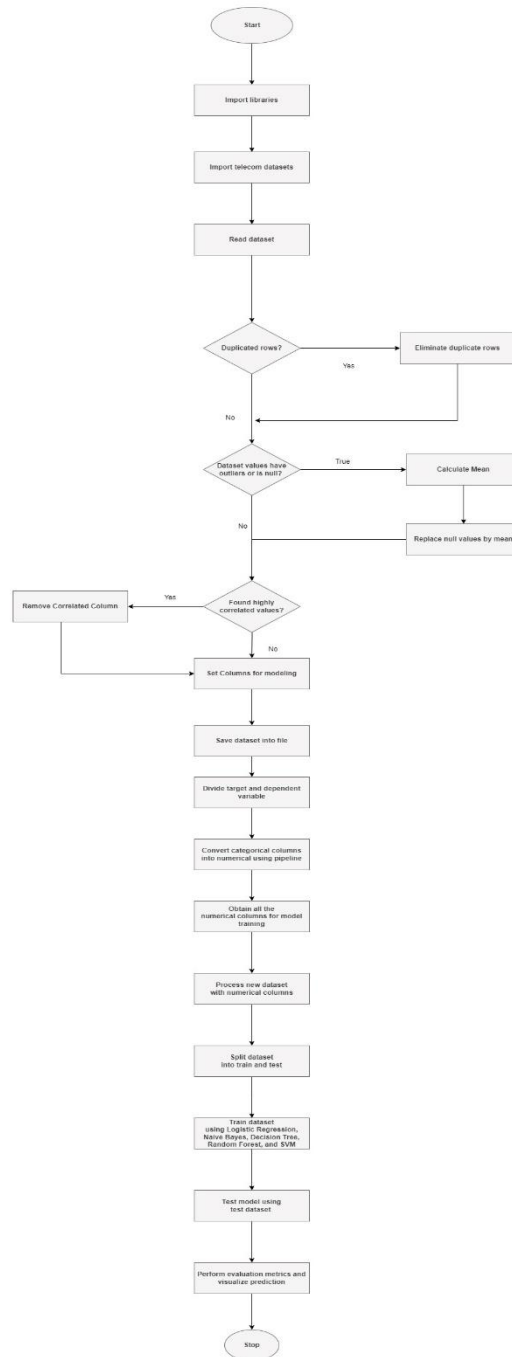 Start
Import libraries
Import telecom datasets
Read dataset
Duplicated rows?
Yes
Eliminate duplicate rows
No
Dataset values have
outliers or is null?
True
Calculate Mean
No
Replace null values by mean
Found highly
correlated values?
Yes
Remove Correlated Column
No
Set Columns for modeling
Save dataset into file
Divide target and dependent
variable
Convert categorical columns
into numerical using pipeline
Obtain all the
numerical columns for model
training
Process new dataset
with numerical columns
Split dataset
into train and test
Train dataset
using Logistic Regression,
Naive Bayes, Decision Tree,
Random Forest, and SVM
Test model using
test dataset
Perform evaluation metrics and
visualize prediction
Stop